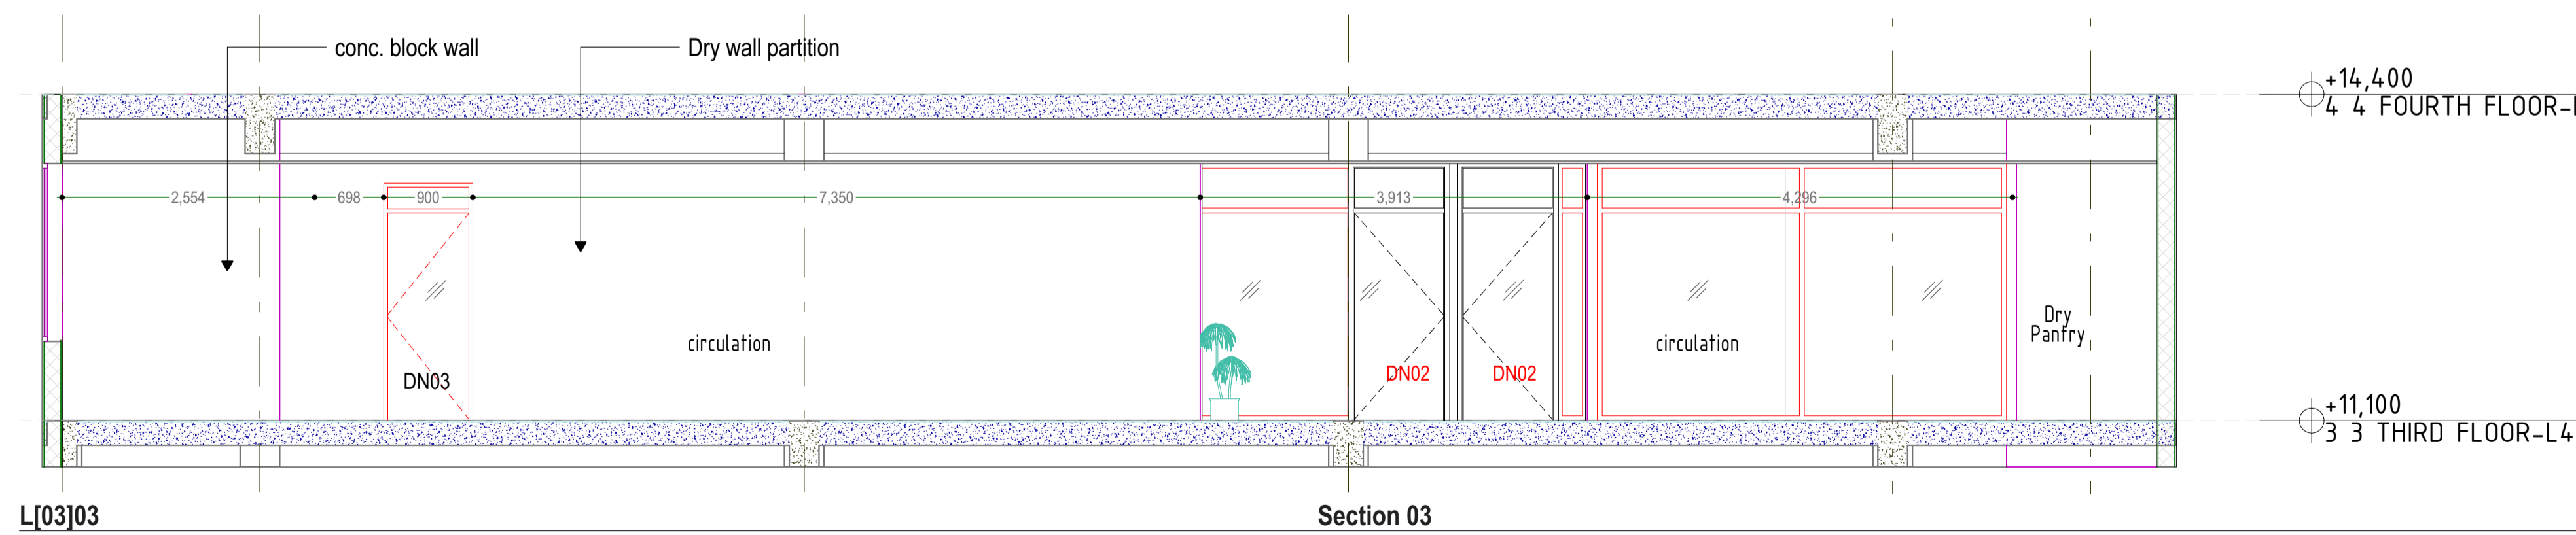 conc. block wall
Dry wall partition
+14,400
4 4 FOURTH FLOOR-
2,554
698
900
7,350
3,913
4,296
circulation
circulation
Dry
Pantry
DN03
DN02
DN02
+11,100
3 3 THIRD FLOOR-L4
L[03]03
Section 03